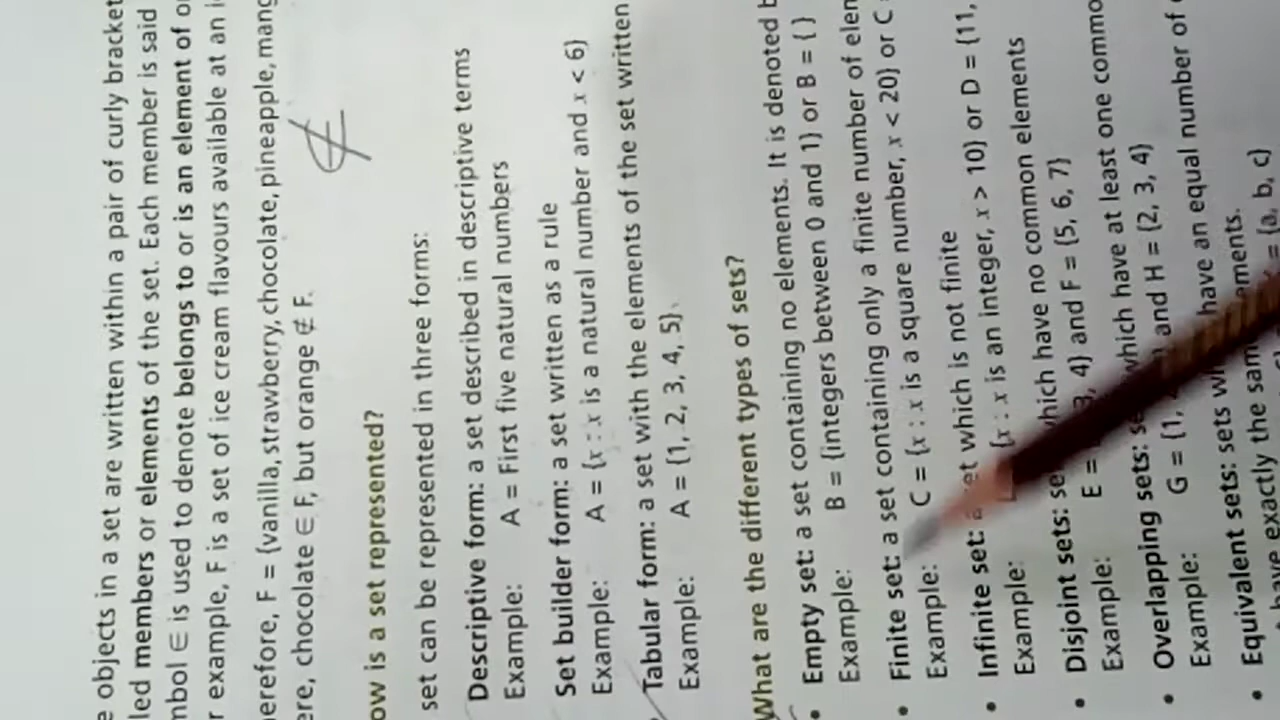 objects in a set are written within a pair of curly bracket
led members or elements of the set. Each member is said
mbol ∈ is used to denote belongs to or is an element of
r example, F is a set of ice cream flavours available at an
erefore, F = {vanilla, strawberry, chocolate, pineapple, mang
ere, chocolate ∈ F, but orange ∉ F.
∉
ow is a set represented?
set can be represented in three forms:
Descriptive form: a set described in descriptive terms
Example: A = First five natural numbers
Set builder form: a set written as a rule
Example: A = {x : x is a natural number and x < 6}
Tabular form: a set with the elements of the set written
Example: A = {1, 2, 3, 4, 5}.
What are the different types of sets?
• Empty set: a set containing no elements. It is denoted b
Example: B = {integers between 0 and 1} or B = { }
• Finite set: a set containing only a finite number of elem
Example: C = {x : x is a square number, x < 20} or C
• Infinite set: which is not finite
Example: {x : x is an integer, x > 10} or D = {11,
• Disjoint sets: which have no common elements
Example: E = 3, 4} and F = {5, 6, 7}
• Overlapping sets: which have at least one commo
Example: G = {1, and H = {2, 3, 4}
• Equivalent sets: sets have an equal number of
have exactly the sam ements.
= {a, b, c}